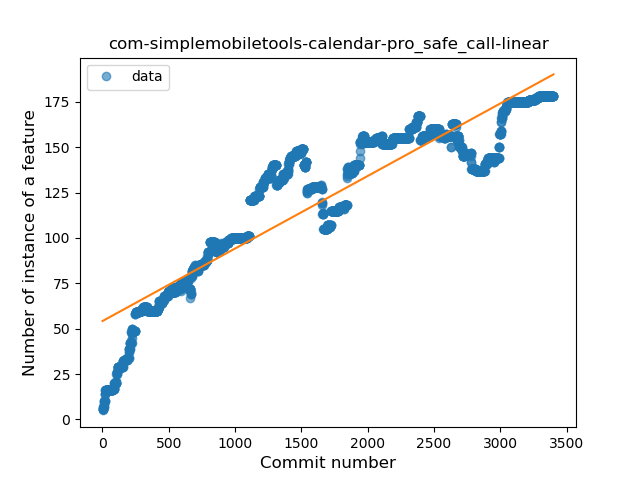 com-simplemobiletools-calendar-pro_safe_call-linear
data
Number of instance of a feature
175
150
125
100
75
50
25
0
0 500 1000 1500 2000 2500 3000 3500
Commit number